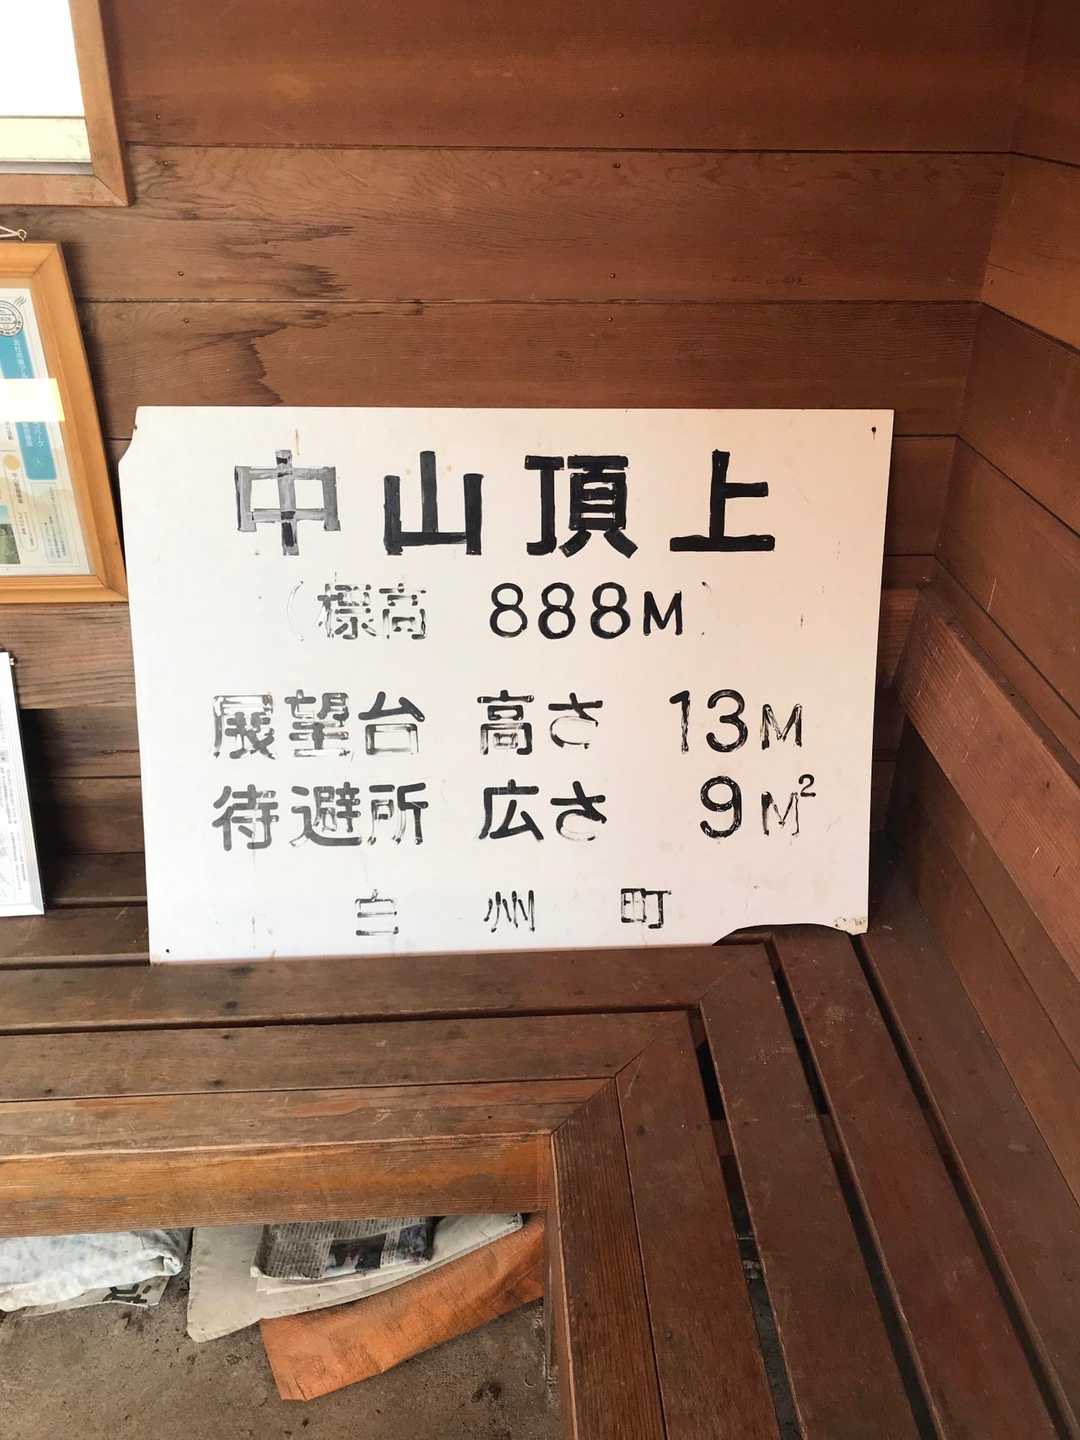 中山頂上
(標高 888M)
展望台 高さ 13M
待避所 広さ 9M²
白州町